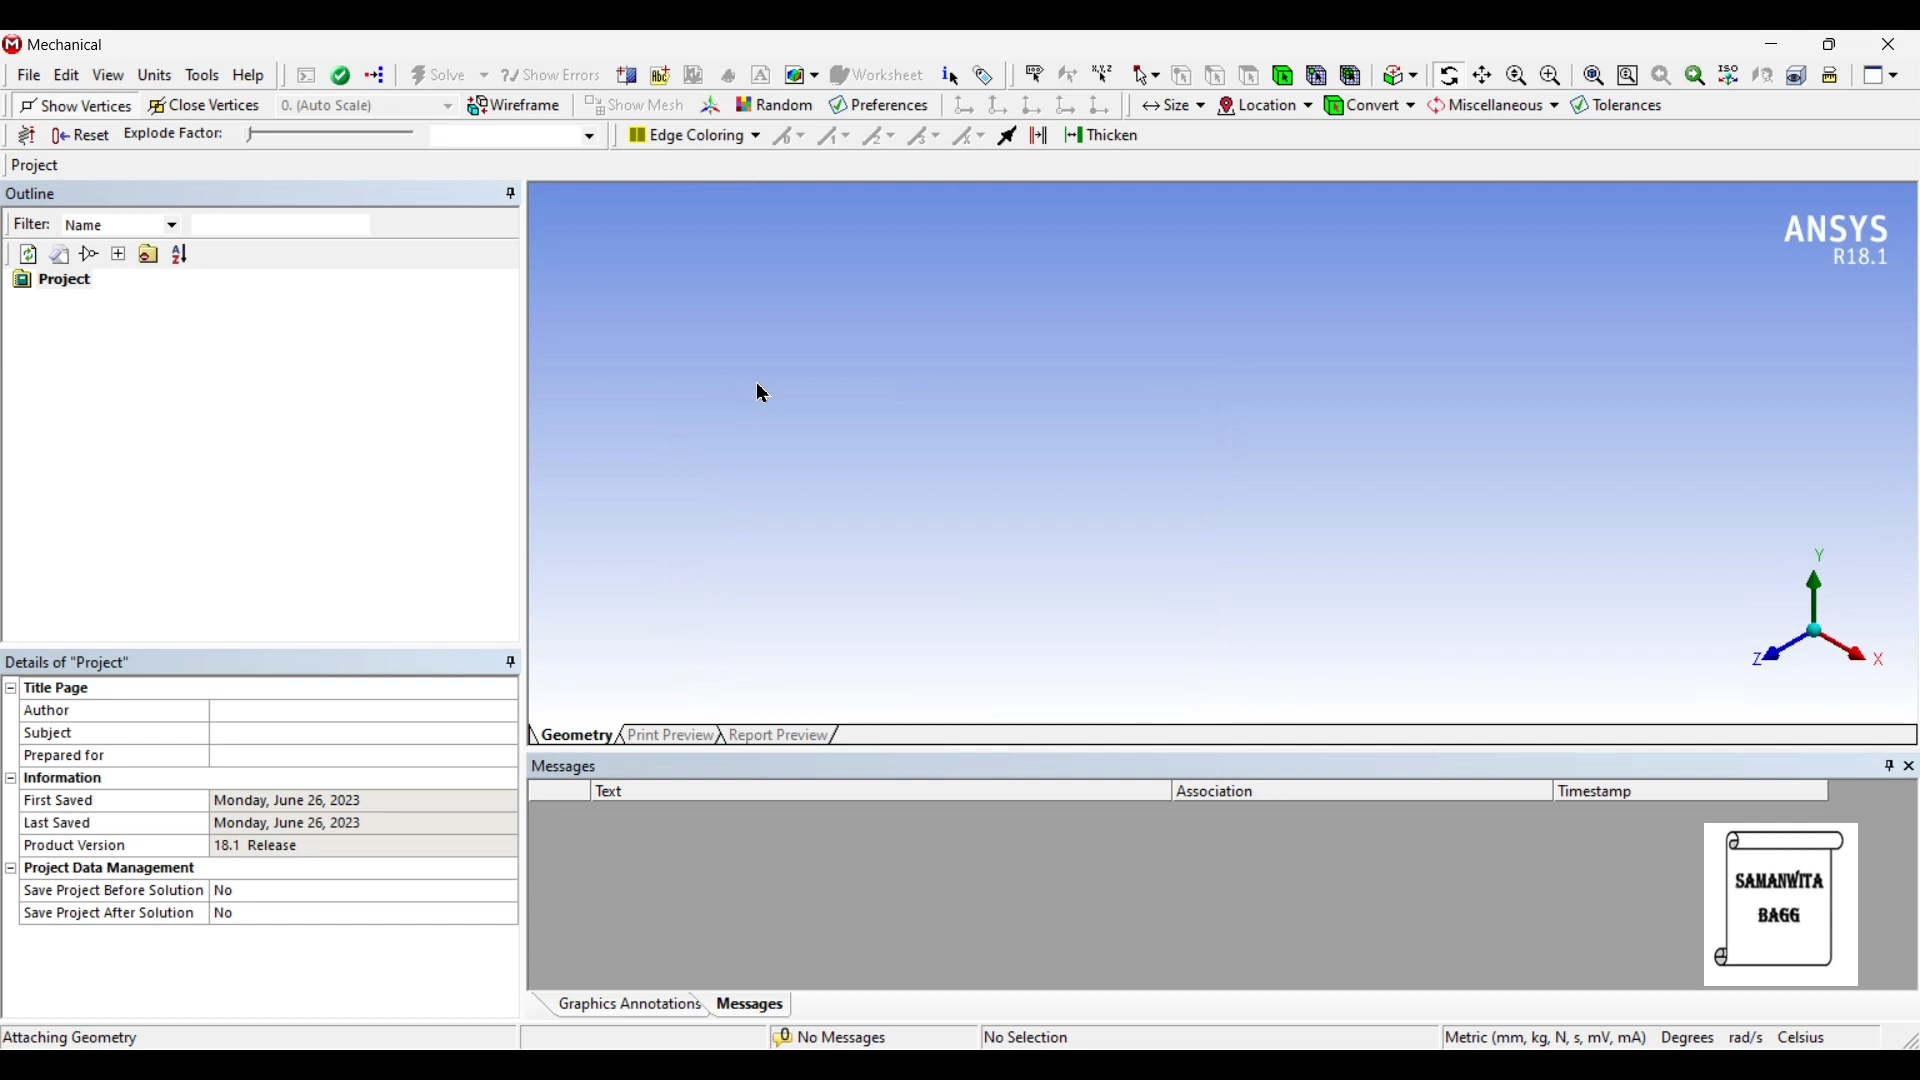 Mechanical
File Edit View Units Tools Help Solve ?/ Show Errors Worksheet
Show Vertices Close Vertices 0. (Auto Scale) Wireframe Show Mesh Random Preferences Size Location Convert Miscellaneous Tolerances
Reset Explode Factor: Edge Coloring Thicken
Project
Outline
Filter: Name
Project
ANSYS
R18.1
Y
Z
X
Geometry Print Preview Report Preview
Details of "Project"
Title Page
Author
Subject
Prepared for
Information
First Saved Monday, June 26, 2023
Last Saved Monday, June 26, 2023
Product Version 18.1 Release
Project Data Management
Save Project Before Solution No
Save Project After Solution No
Messages
Text Association Timestamp
SAMANWITA
BAGG
Graphics Annotations Messages
Attaching Geometry 0 No Messages No Selection Metric (mm, kg, N, s, mV, mA) Degrees rad/s Celsius